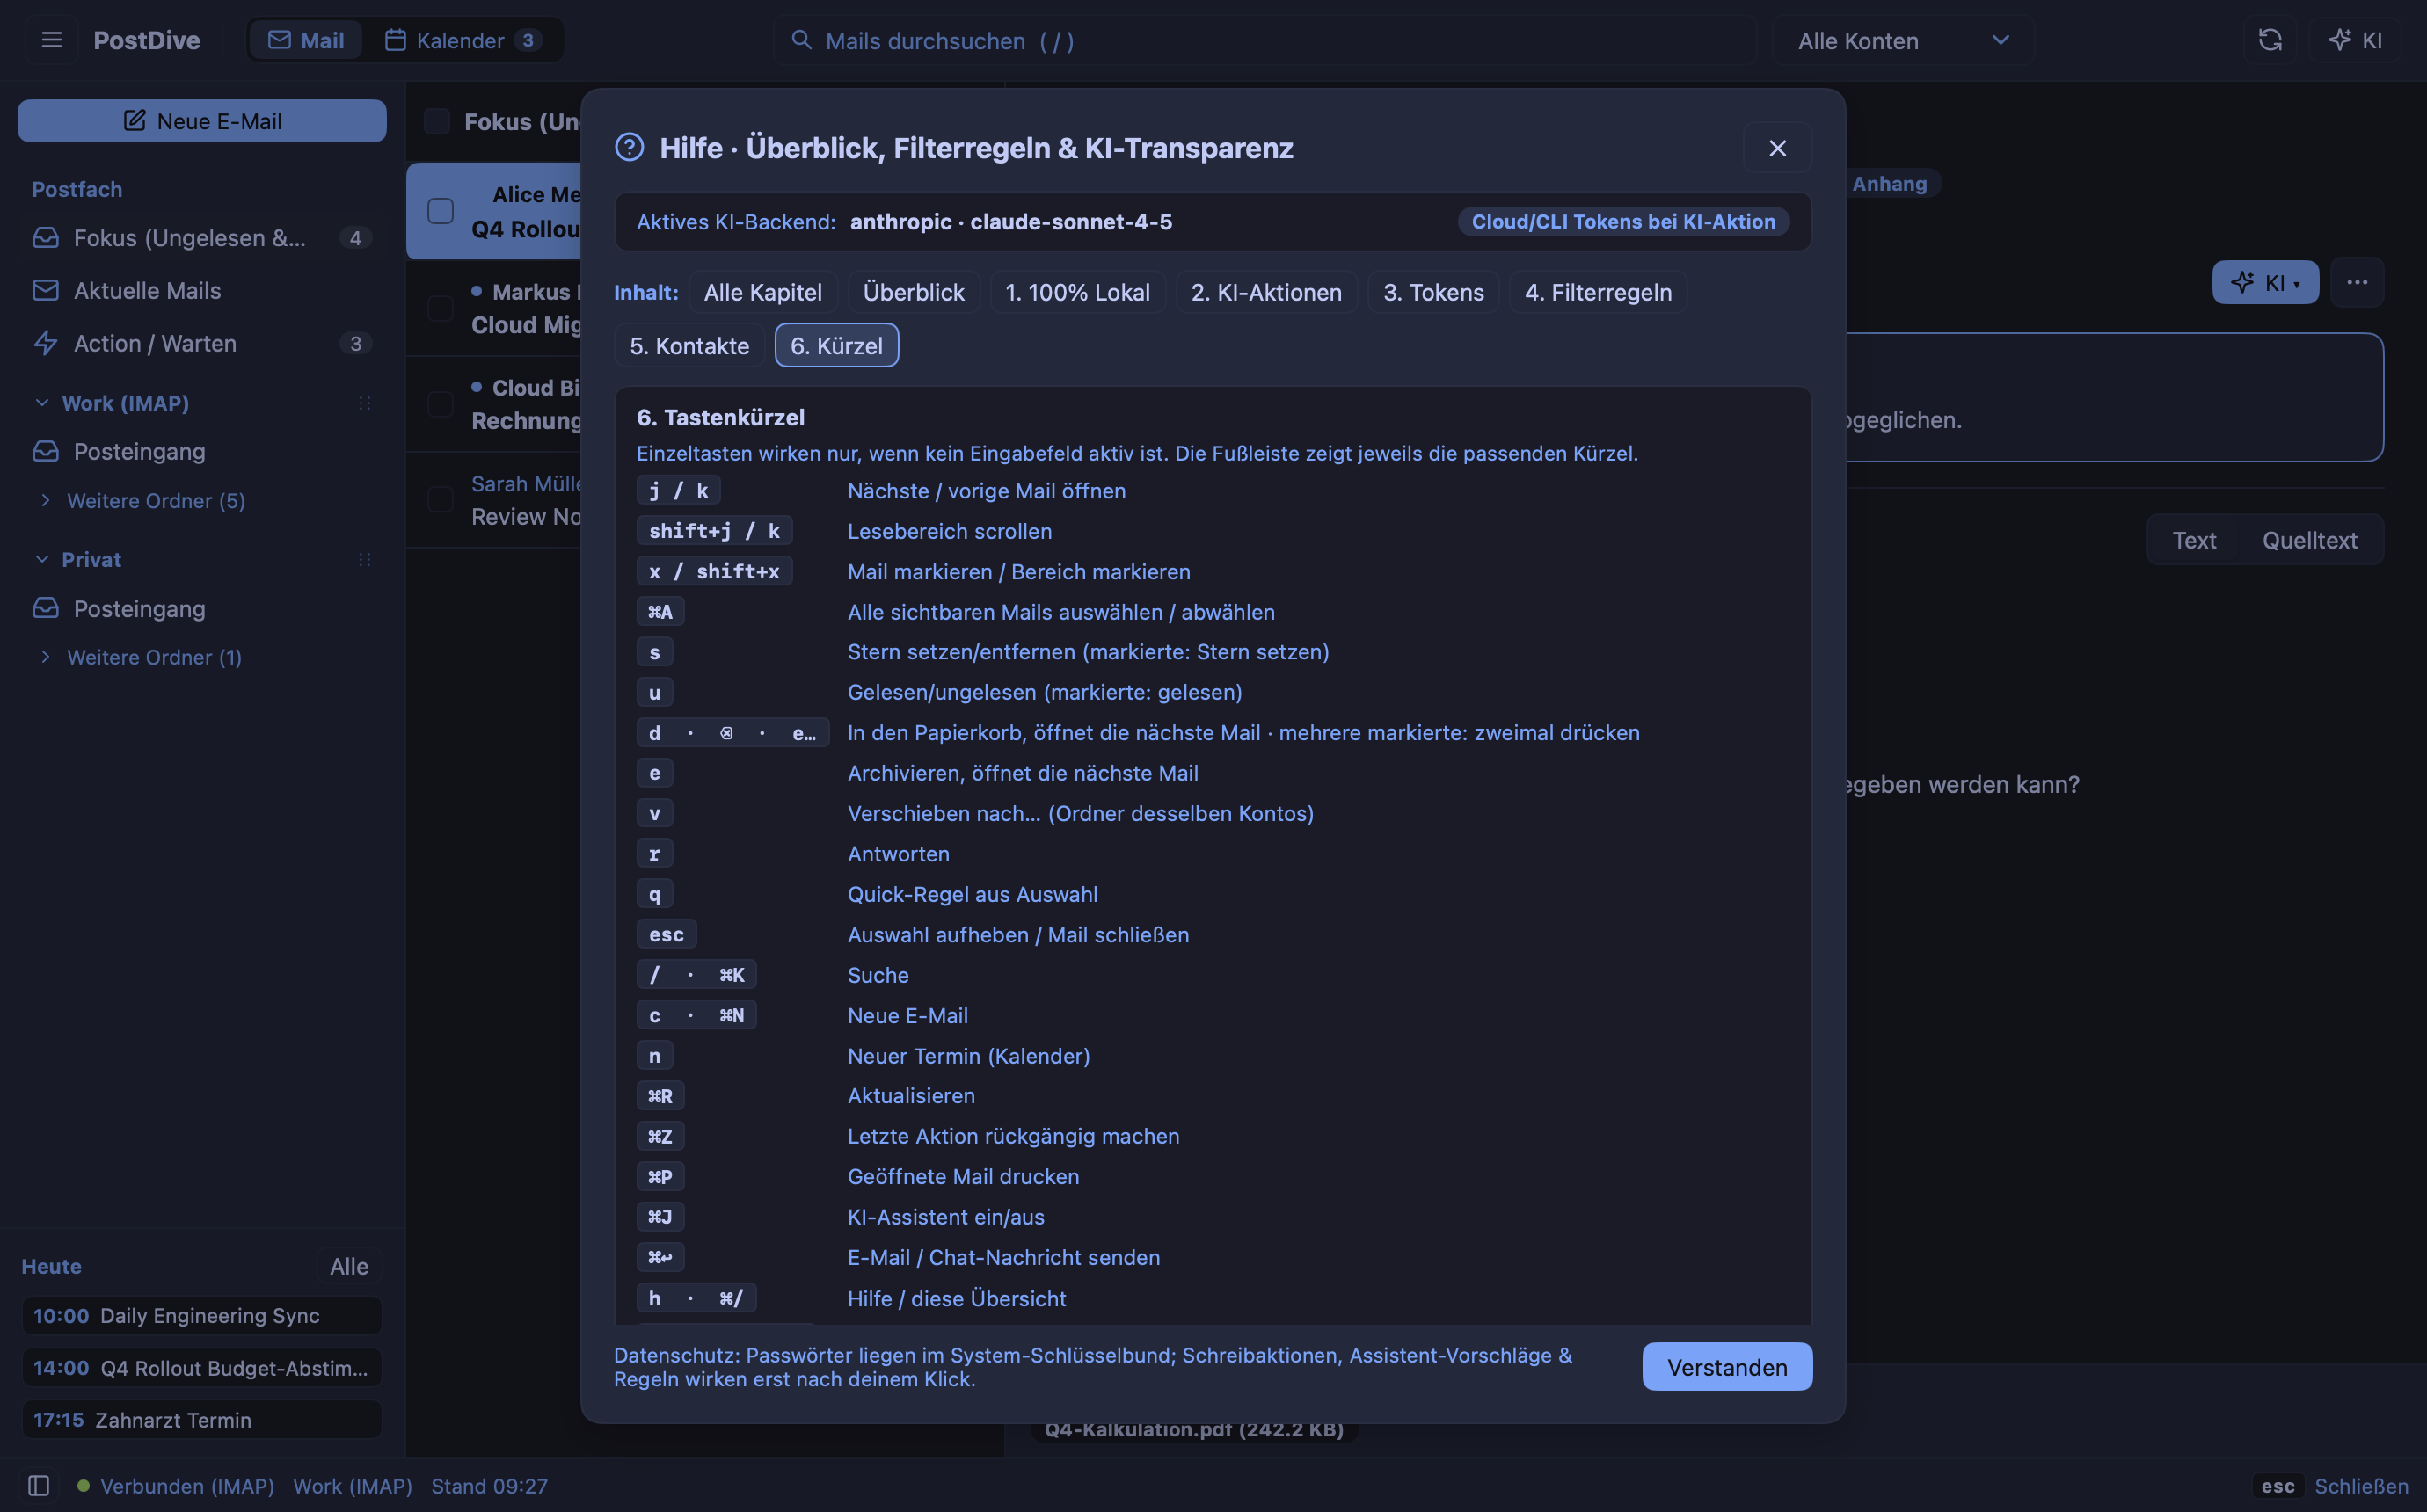 PostDive
Mail
Kalender 3
Mails durchsuchen ( / )
Alle Konten
KI
Neue E-Mail
Postfach
Fokus (Ungelesen &... 4
Aktuelle Mails
Action / Warten 3
Work (IMAP)
Posteingang
Weitere Ordner (5)
Privat
Posteingang
Weitere Ordner (1)
Heute
Alle
10:00 Daily Engineering Sync
14:00 Q4 Rollout Budget-Abstim...
17:15 Zahnarzt Termin
Fokus (Un
Alice Me
Q4 Rollou
Markus
Cloud Mig
Cloud Bi
Rechnung
Sarah Mülle
Review No
Hilfe · Überblick, Filterregeln & KI-Transparenz
Aktives KI-Backend: anthropic · claude-sonnet-4-5
Cloud/CLI Tokens bei KI-Aktion
Inhalt: Alle Kapitel Überblick 1. 100% Lokal 2. KI-Aktionen 3. Tokens 4. Filterregeln
5. Kontakte 6. Kürzel
6. Tastenkürzel
Einzeltasten wirken nur, wenn kein Eingabefeld aktiv ist. Die Fußleiste zeigt jeweils die passenden Kürzel.
j / k Nächste / vorige Mail öffnen
shift+j / k Lesebereich scrollen
x / shift+x Mail markieren / Bereich markieren
⌘A Alle sichtbaren Mails auswählen / abwählen
s Stern setzen/entfernen (markierte: Stern setzen)
u Gelesen/ungelesen (markierte: gelesen)
d · ⌫ · e… In den Papierkorb, öffnet die nächste Mail · mehrere markierte: zweimal drücken
e Archivieren, öffnet die nächste Mail
v Verschieben nach… (Ordner desselben Kontos)
r Antworten
q Quick-Regel aus Auswahl
esc Auswahl aufheben / Mail schließen
/ · ⌘K Suche
c · ⌘N Neue E-Mail
n Neuer Termin (Kalender)
⌘R Aktualisieren
⌘Z Letzte Aktion rückgängig machen
⌘P Geöffnete Mail drucken
⌘J KI-Assistent ein/aus
⌘↩ E-Mail / Chat-Nachricht senden
h · ⌘/ Hilfe / diese Übersicht
Datenschutz: Passwörter liegen im System-Schlüsselbund; Schreibaktionen, Assistent-Vorschläge &
Regeln wirken erst nach deinem Klick.
Verstanden
Anhang
KI ▾
bgeglichen.
Text Quelltext
egeben werden kann?
Q4-Kalkulation.pdf (242.2 KB)
Verbunden (IMAP) Work (IMAP) Stand 09:27
esc Schließen